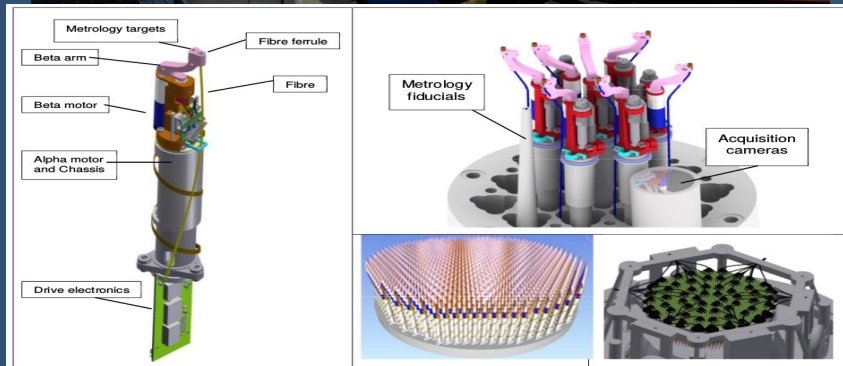 Metrology targets
Fibre ferrule
Beta arm
Fibre
Beta motor
Alpha motor
and Chassis
Drive electronics
Metrology
fiducials
Acquisition
cameras